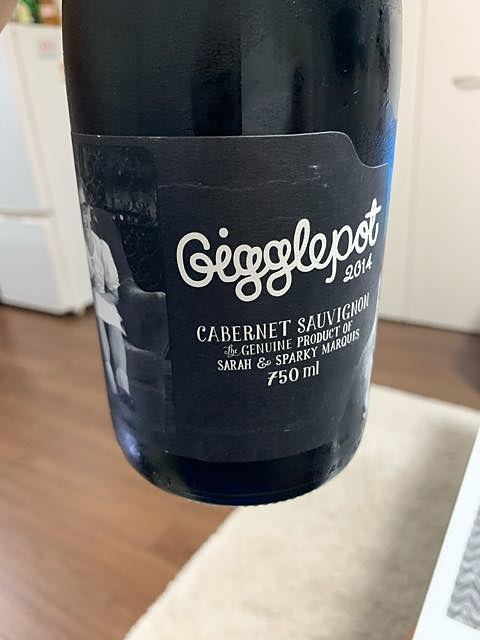 Gigglepot
2014
CABERNET SAUVIGNON
The GENUINE PRODUCT OF
SARAH & SPARKY MARQUIS
750 ml